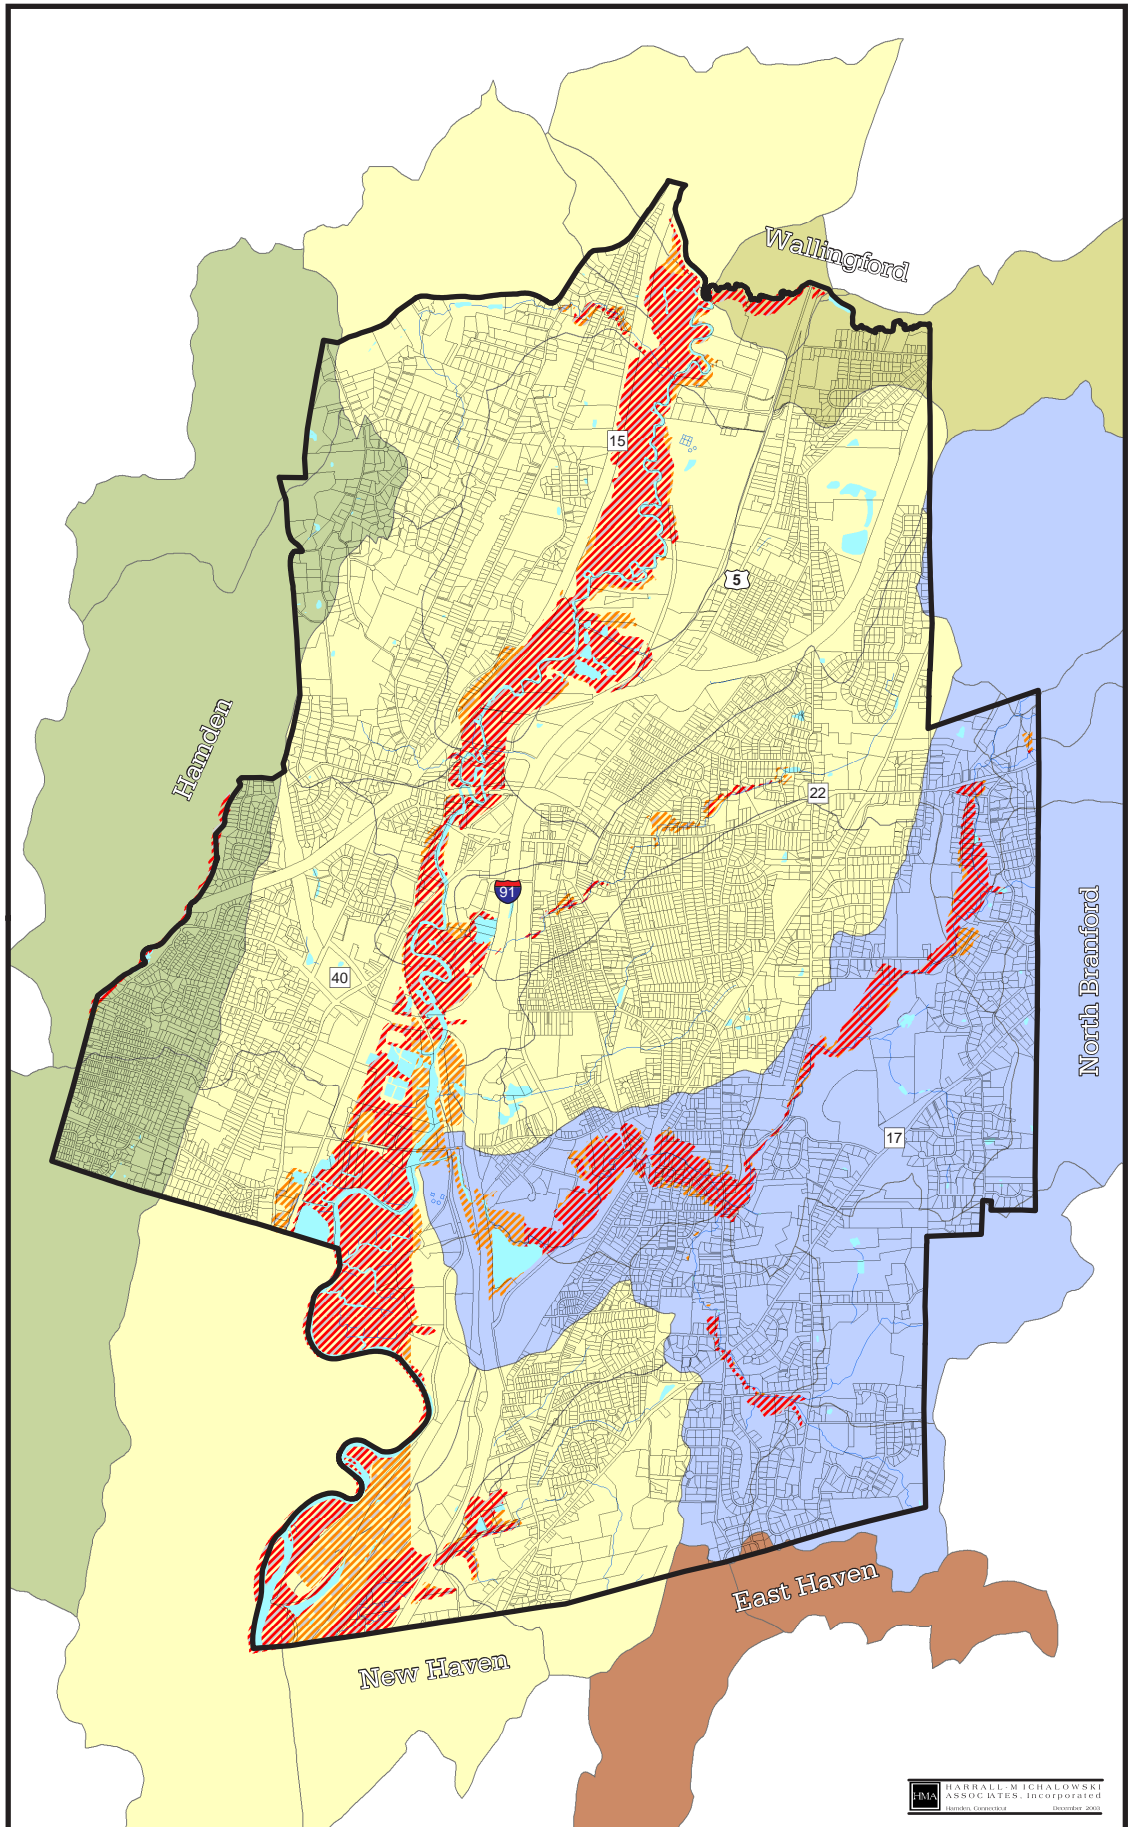 Wallingford
15
5
Hamden
22
91
North Branford
40
17
East Haven
New Haven
HMA
HARRALL-MICHALOWSKI
ASSOCIATES, Incorporated
Hamden, Connecticut December 2003